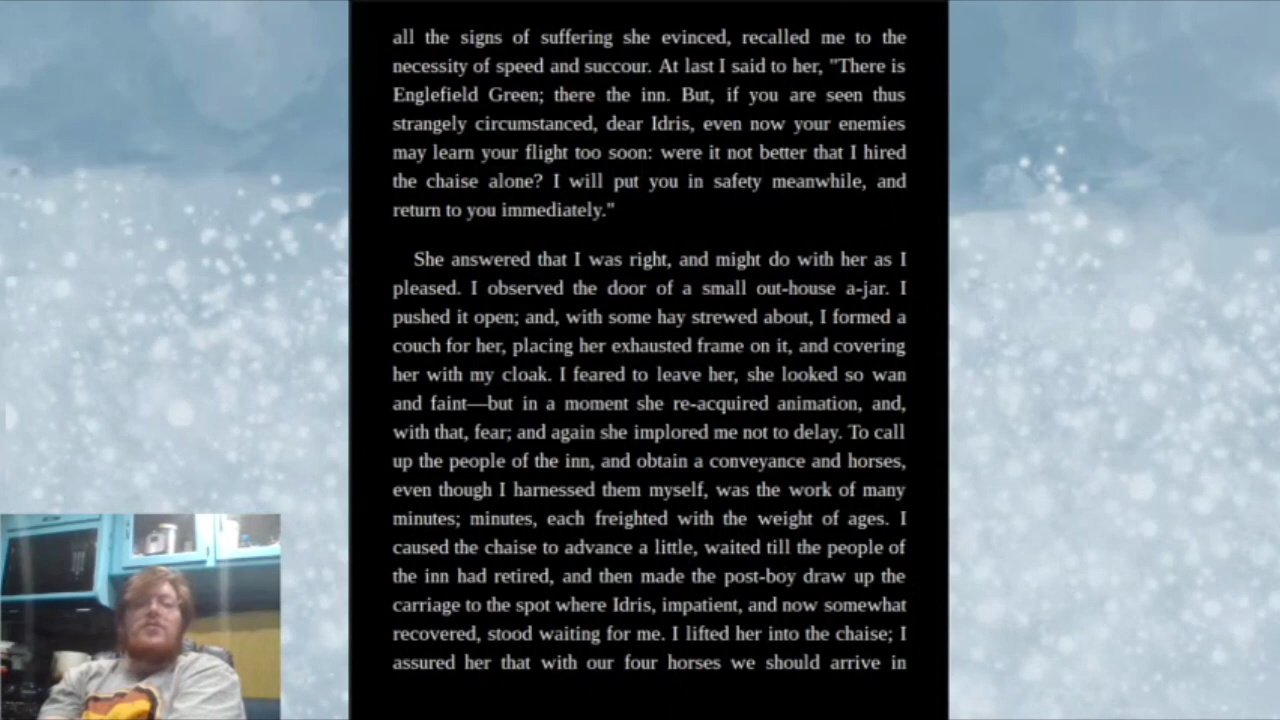 all the signs of suffering she evinced, recalled me to the
necessity of speed and succour. At last I said to her, "There is
Englefield Green; there the inn. But, if you are seen thus
strangely circumstanced, dear Idris, even now your enemies
may learn your flight too soon: were it not better that I hired
the chaise alone? I will put you in safety meanwhile, and
return to you immediately."
She answered that I was right, and might do with her as I
pleased. I observed the door of a small out-house a-jar. I
pushed it open; and, with some hay strewed about, I formed a
couch for her, placing her exhausted frame on it, and covering
her with my cloak. I feared to leave her, she looked so wan
and faint—but in a moment she re-acquired animation, and,
with that, fear; and again she implored me not to delay. To call
up the people of the inn, and obtain a conveyance and horses,
even though I harnessed them myself, was the work of many
minutes; minutes, each freighted with the weight of ages. I
caused the chaise to advance a little, waited till the people of
the inn had retired, and then made the post-boy draw up the
carriage to the spot where Idris, impatient, and now somewhat
recovered, stood waiting for me. I lifted her into the chaise; I
assured her that with our four horses we should arrive in